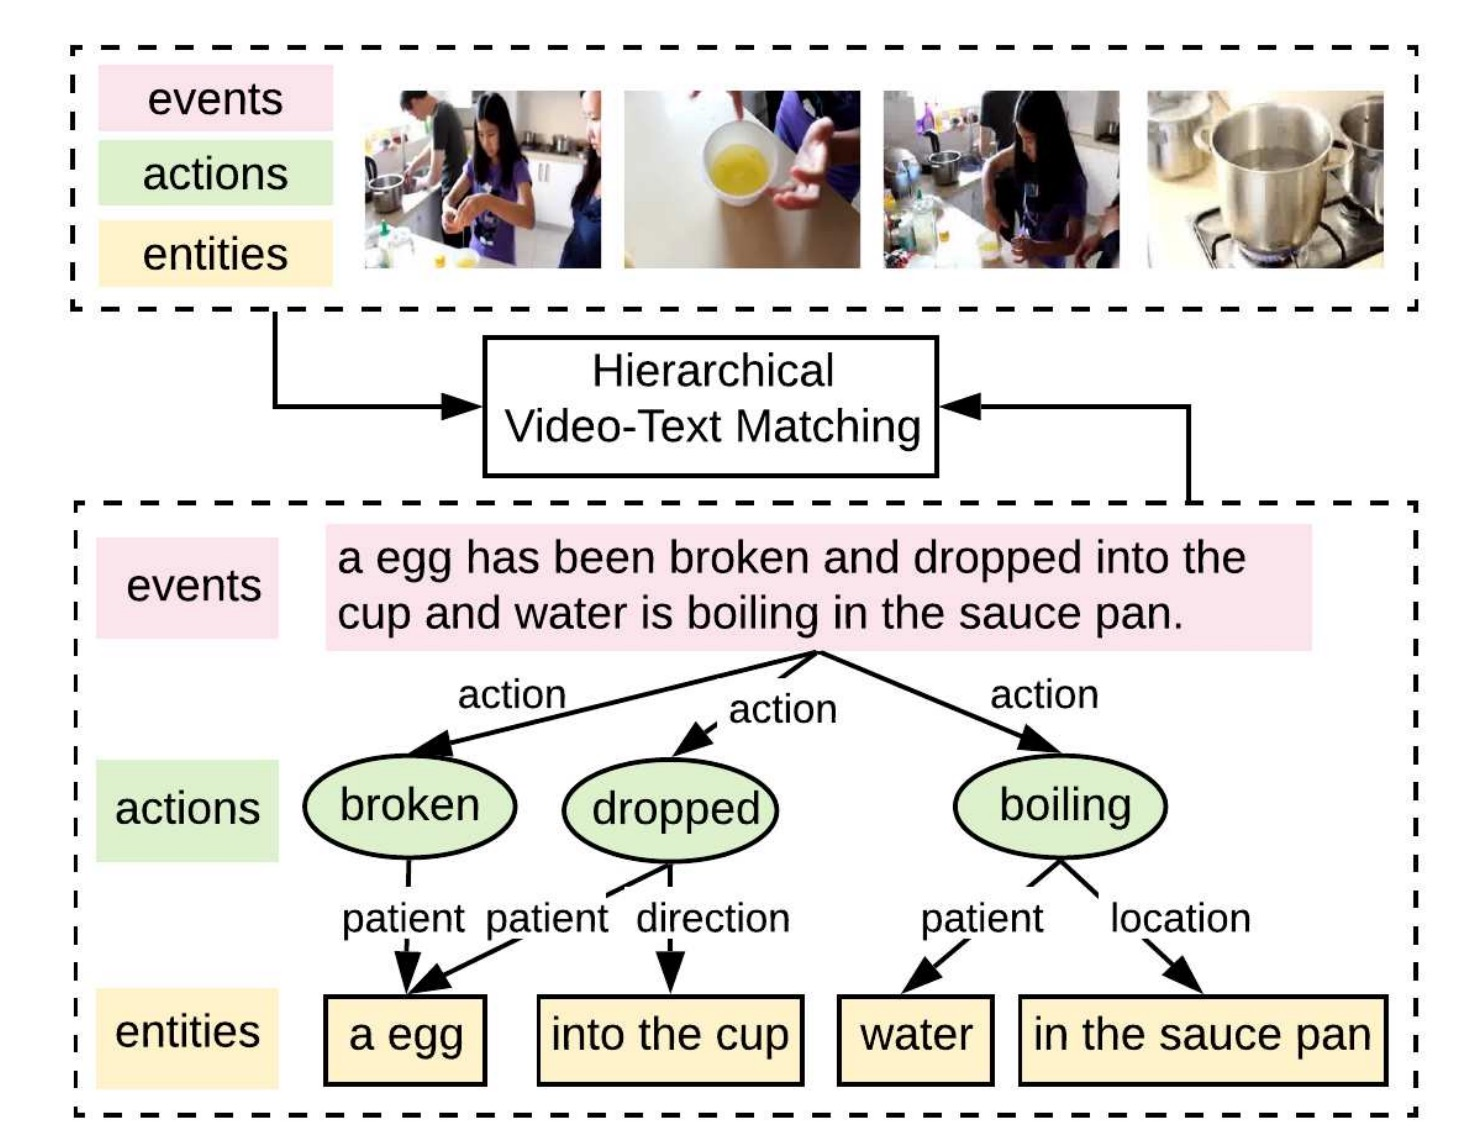 events
actions
entities
Hierarchical
Video-Text Matching
events
a egg has been broken and dropped into the
cup and water is boiling in the sauce pan.
action
action
action
actions
broken
dropped
boiling
patient
patient
direction
patient
location
entities
a egg
into the cup
water
in the sauce pan